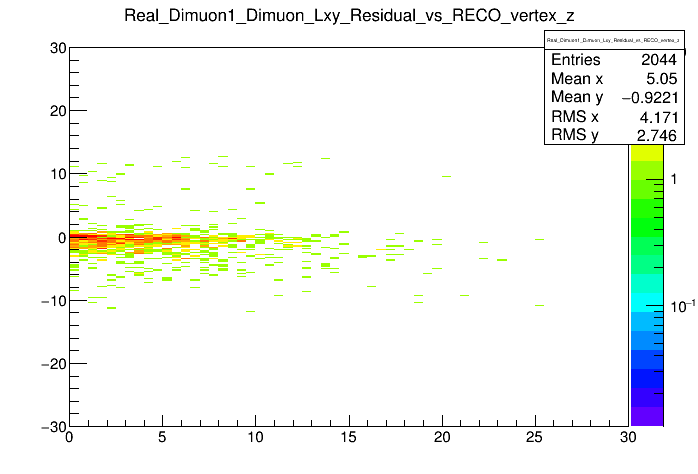 Real_Dimuon1_Dimuon_Lxy_Residual_vs_RECO_vertex_z
Real_Dimuon1_Dimuon_Lxy_Residual_vs_RECO_vertex_z
Entries 2044
Mean x 5.05
Mean y −0.9221
RMS x 4.171
RMS y 2.746
30
20
10
0
−10
−20
−30
0 5 10 15 20 25 30
1
10⁻¹